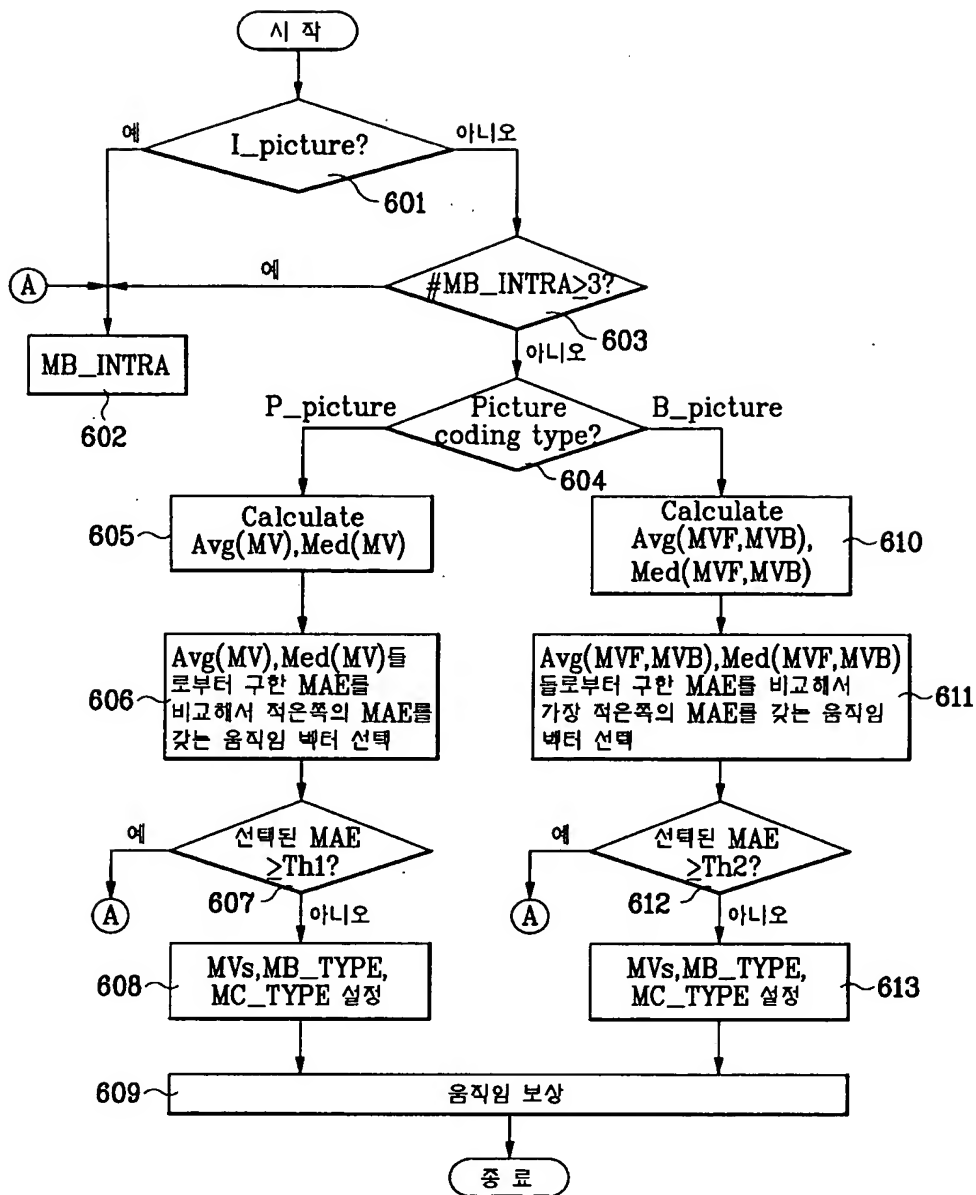 시 작
예
I_picture?
아니오
601
A
예
#MB_INTRA≥3?
603
MB_INTRA
602
아니오
P_picture
Picture
coding type?
B_picture
604
605
Calculate
Avg(MV),Med(MV)
Calculate
Avg(MVF,MVB),
Med(MVF,MVB)
610
606
Avg(MV),Med(MV)들
로부터 구한 MAE를
비교해서 적은쪽의 MAE를
갖는 움직임 벡터 선택
Avg(MVF,MVB),Med(MVF,MVB)
들로부터 구한 MAE를 비교해서
가장 적은쪽의 MAE를 갖는 움직임
벡터 선택
611
예
선택된 MAE
≥Th1?
607
A
아니오
예
선택된 MAE
≥Th2?
612
A
아니오
608
MVs,MB_TYPE,
MC_TYPE 설정
MVs,MB_TYPE,
MC_TYPE 설정
613
609
움직임 보상
종 료